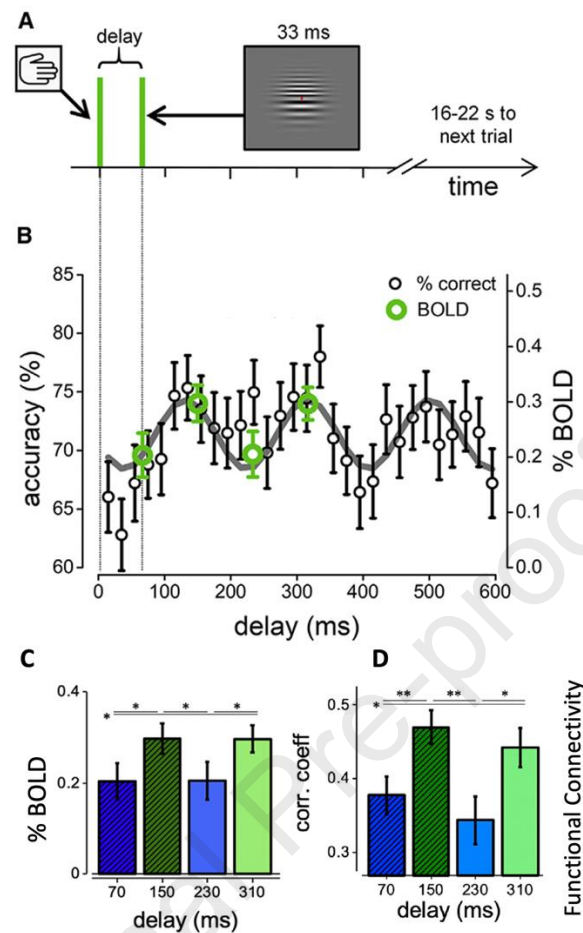 A
delay
33 ms
16-22 s to
next trial
time
B
85
80
75
70
65
60
accuracy (%)
% correct
BOLD
0.5
0.4
0.3
0.2
0.1
0.0
% BOLD
0 100 200 300 400 500 600
delay (ms)
C
0.4
0.2
0
% BOLD
* * * *
70 150 230 310
delay (ms)
D
0.5
0.4
0.3
corr. coeff
* ** ** *
70 150 230 310
delay (ms)
Functional Connectivity
Pre-proo